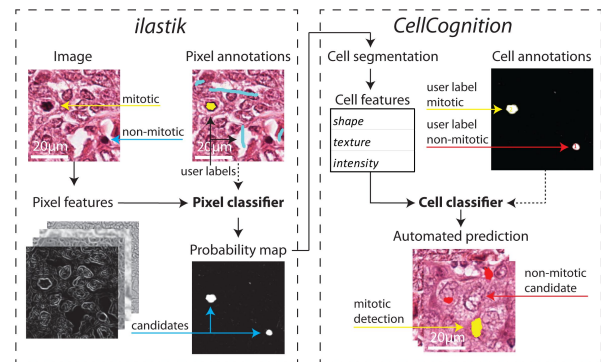 ilastik
Image
Pixel annotations
mitotic
non-mitotic
20µm
20µm
user labels
Pixel features
Pixel classifier
Probability map
candidates
CellCognition
Cell segmentation
Cell annotations
Cell features
shape
texture
intensity
user label
mitotic
user label
non-mitotic
Cell classifier
Automated prediction
non-mitotic
candidate
mitotic
detection
20µm